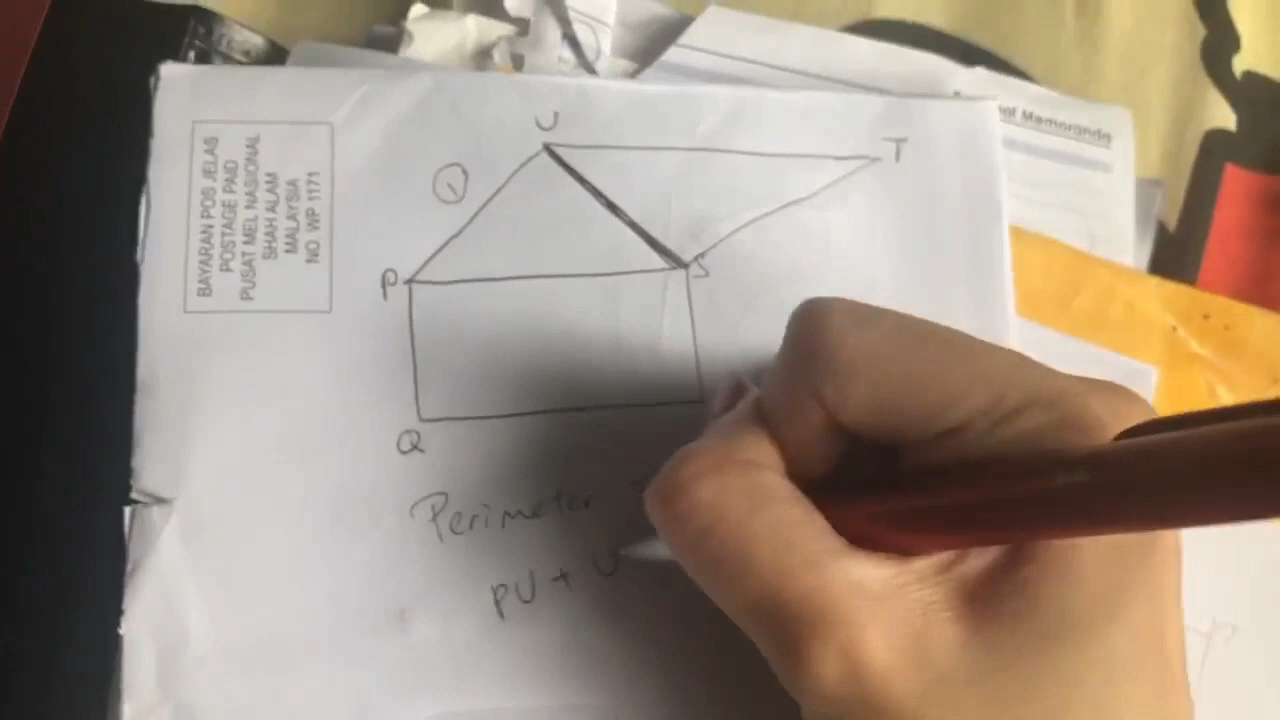 BAYARAN POS JELAS
POSTAGE PAID
PUSAT MEL NASIONAL
SHAH ALAM
MALAYSIA
NO. WP 1171
Memoranda
1
U
T
P
S
Q
Perimeter
PU + U